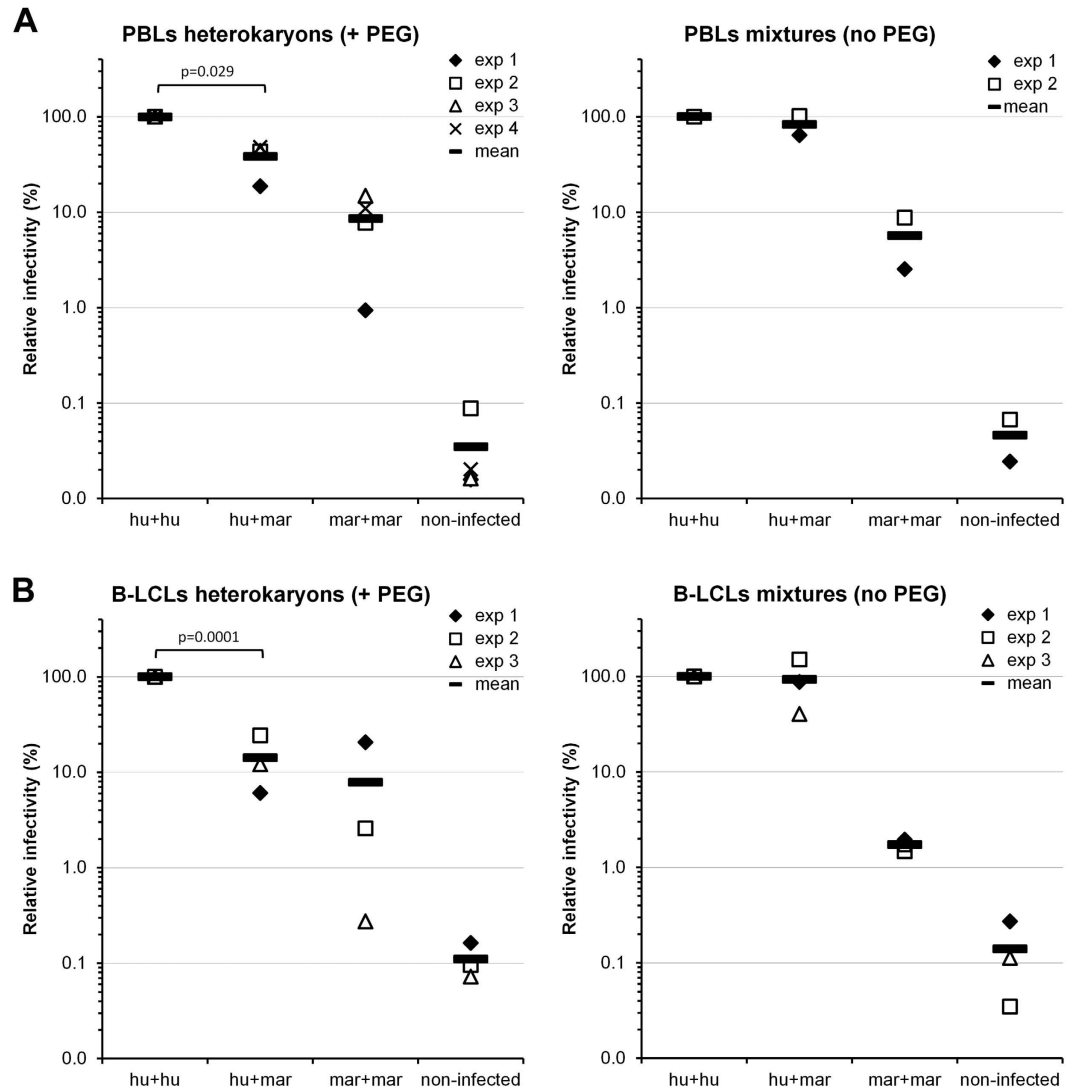 A
PBLs heterokaryons (+ PEG)
p=0.029
exp 1
exp 2
exp 3
exp 4
mean
Relative infectivity (%)
100.0
10.0
1.0
0.1
0.0
hu+hu hu+mar mar+mar non-infected
PBLs mixtures (no PEG)
exp 1
exp 2
mean
Relative infectivity (%)
100.0
10.0
1.0
0.1
0.0
hu+hu hu+mar mar+mar non-infected
B
B-LCLs heterokaryons (+ PEG)
p=0.0001
exp 1
exp 2
exp 3
mean
Relative infectivity (%)
100.0
10.0
1.0
0.1
0.0
hu+hu hu+mar mar+mar non-infected
B-LCLs mixtures (no PEG)
exp 1
exp 2
exp 3
mean
Relative infectivity (%)
100.0
10.0
1.0
0.1
0.0
hu+hu hu+mar mar+mar non-infected